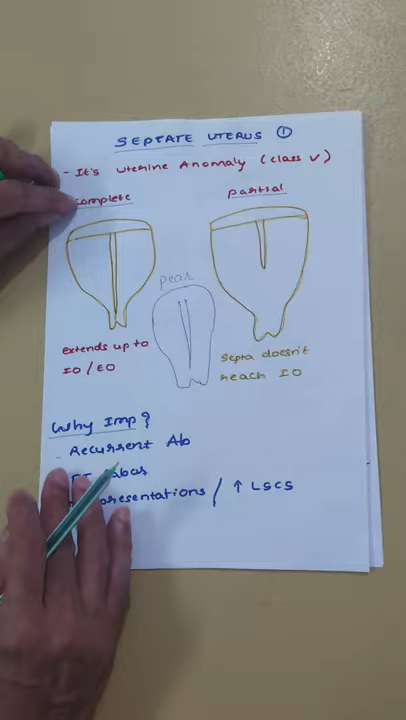 SEPTATE UTERUS ①
- It's uterine Anomaly (class V)
complete
partial
pear
extends up to
IO / EO
Septa doesn't
reach IO
Why Imp ?
- Recurrent Ab
/ ↑ LSCS